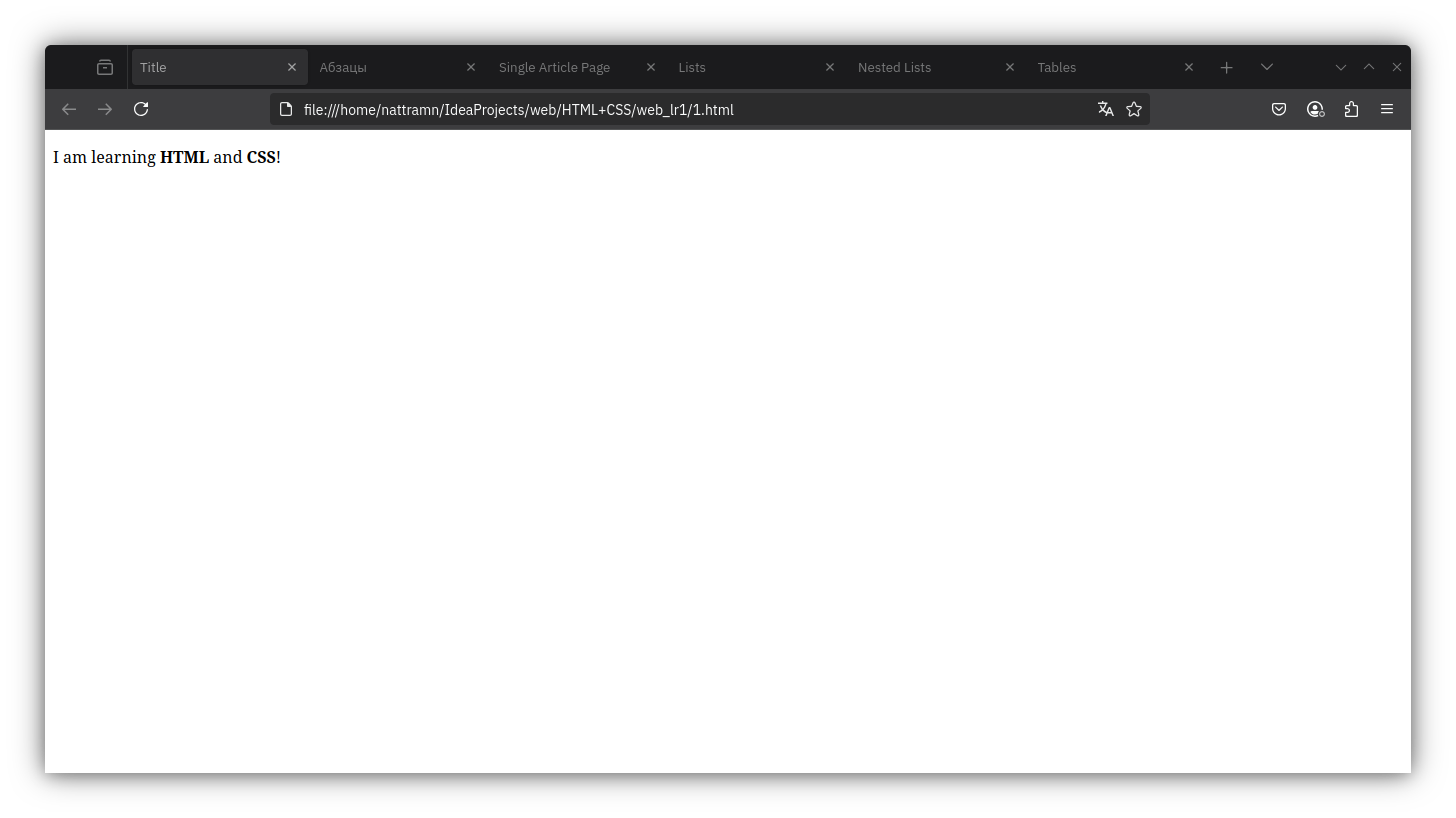 Title
Абзацы
Single Article Page
Lists
Nested Lists
Tables
file:///home/nattramn/IdeaProjects/web/HTML+CSS/web_lr1/1.html
I am learning HTML and CSS!